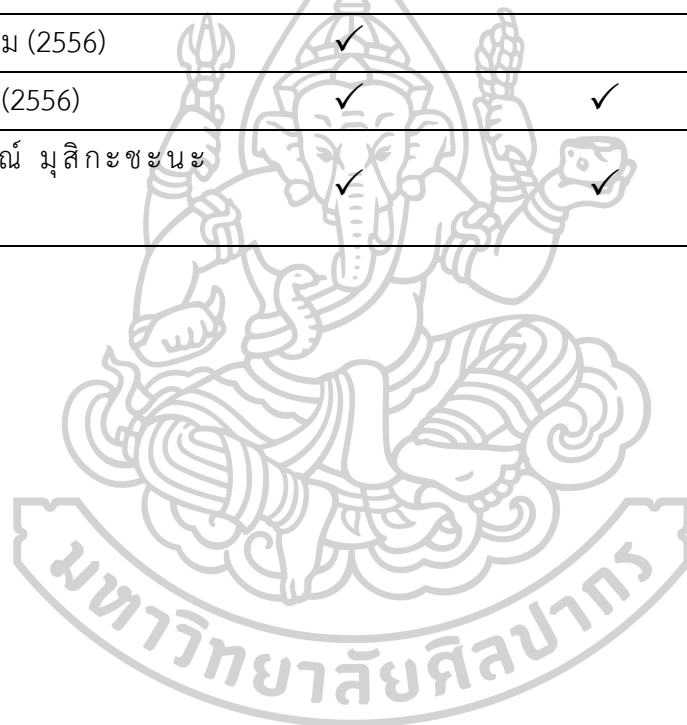 ม (2556) ✓
(2556) ✓ ✓
ณ์ มุสิกะชะนะ ✓ ✓
มหาวิทยาลัยศิลปากร